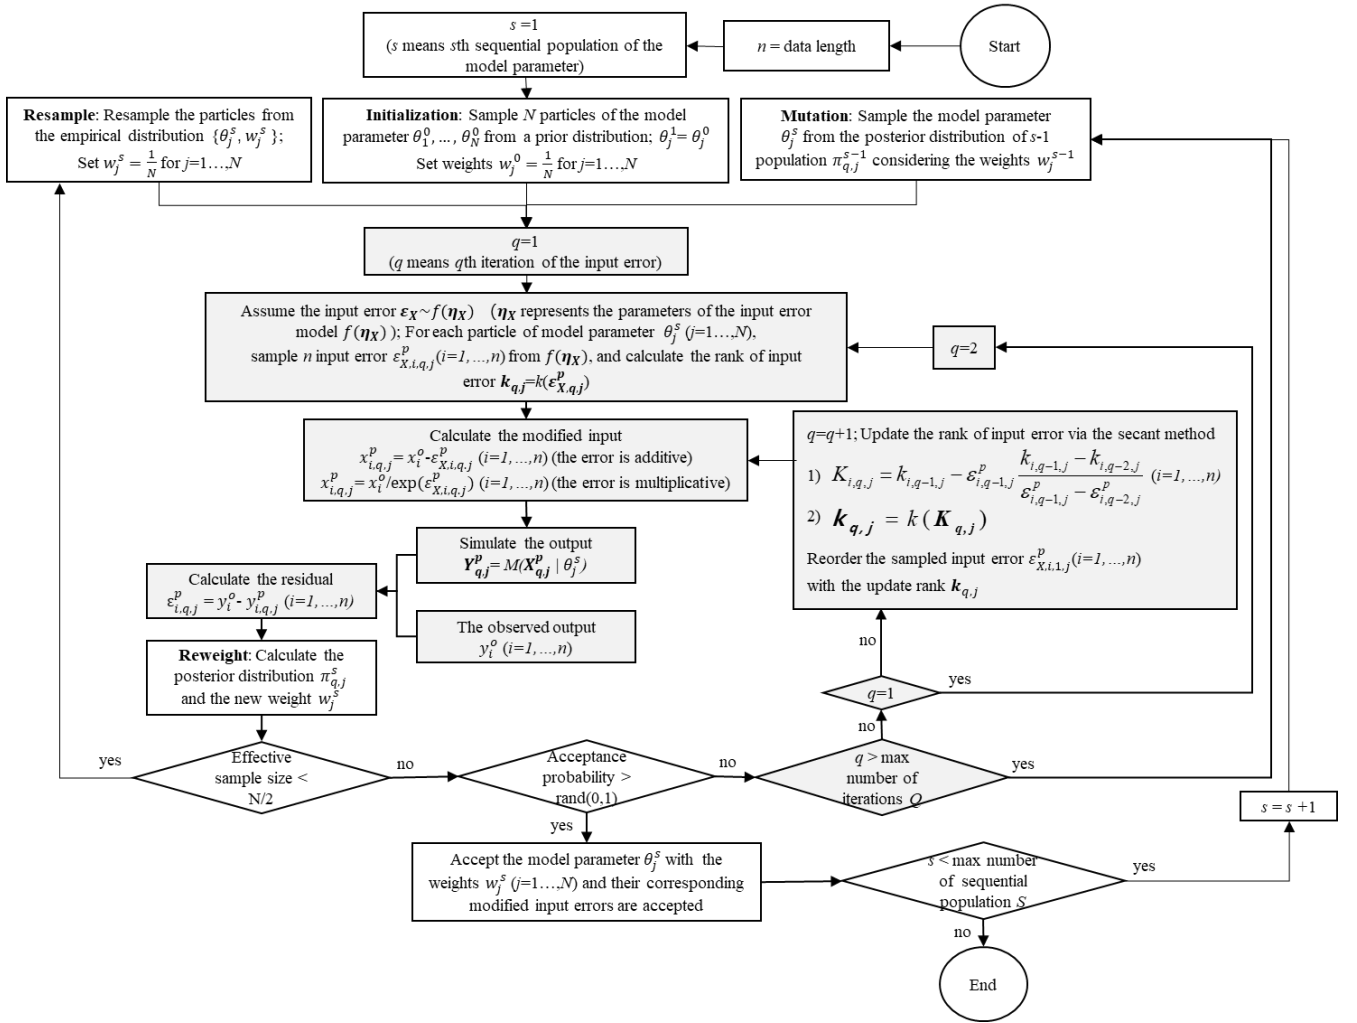 s =1
(s means sth sequential population of the
model parameter)
n = data length
Start
Resample: Resample the particles from
the empirical distribution {θ_j^s, w_j^s};
Set w_j^s = 1/N for j=1…,N
Initialization: Sample N particles of the model
parameter θ_1^0, …, θ_N^0 from a prior distribution; θ_j^1= θ_j^0
Set weights w_j^0 = 1/N for j=1…,N
Mutation: Sample the model parameter
θ_j^s from the posterior distribution of s-1
population π_{q,j}^{s−1} considering the weights w_j^{s−1}
q=1
(q means qth iteration of the input error)
Assume the input error ε_X~f(η_X) (η_X represents the parameters of the input error
model f(η_X) ); For each particle of model parameter θ_j^s (j=1…,N),
sample n input error ε_{X,i,q,j}^p(i=1, …,n) from f(η_X), and calculate the rank of input
error k_{q,j}=k(ε_{X,q,j}^p)
q=2
Calculate the modified input
x_{i,q,j}^p= x_i^o-ε_{X,i,q,j}^p (i=1, …,n) (the error is additive)
x_{i,q,j}^p= x_i^o/exp(ε_{X,i,q,j}^p) (i=1, …,n) (the error is multiplicative)
q=q+1; Update the rank of input error via the secant method
1) K_{i,q,j} = k_{i,q−1,j} − ε_{i,q−1,j}^p (k_{i,q−1,j} − k_{i,q−2,j})/(ε_{i,q−1,j}^p − ε_{i,q−2,j}^p) (i=1,…,n)
2) k_{q,j} = k(K_{q,j})
Reorder the sampled input error ε_{X,i,1,j}^p(i=1, …,n)
with the update rank k_{q,j}
Simulate the output
Y_{q,j}^p= M(X_{q,j}^p | θ_j^s)
Calculate the residual
ε_{i,q,j}^p = y_i^o- y_{i,q,j}^p (i=1, …,n)
The observed output
y_i^o (i=1, …,n)
Reweight: Calculate the
posterior distribution π_{q,j}^s
and the new weight w_j^s
no
q=1
yes
no
yes
Effective
sample size <
N/2
no
Acceptance
probability >
rand(0,1)
no
q > max
number of
iterations Q
yes
yes
s = s +1
Accept the model parameter θ_j^s with the
weights w_j^s (j=1…,N) and their corresponding
modified input errors are accepted
s < max number
of sequential
population S
yes
no
End